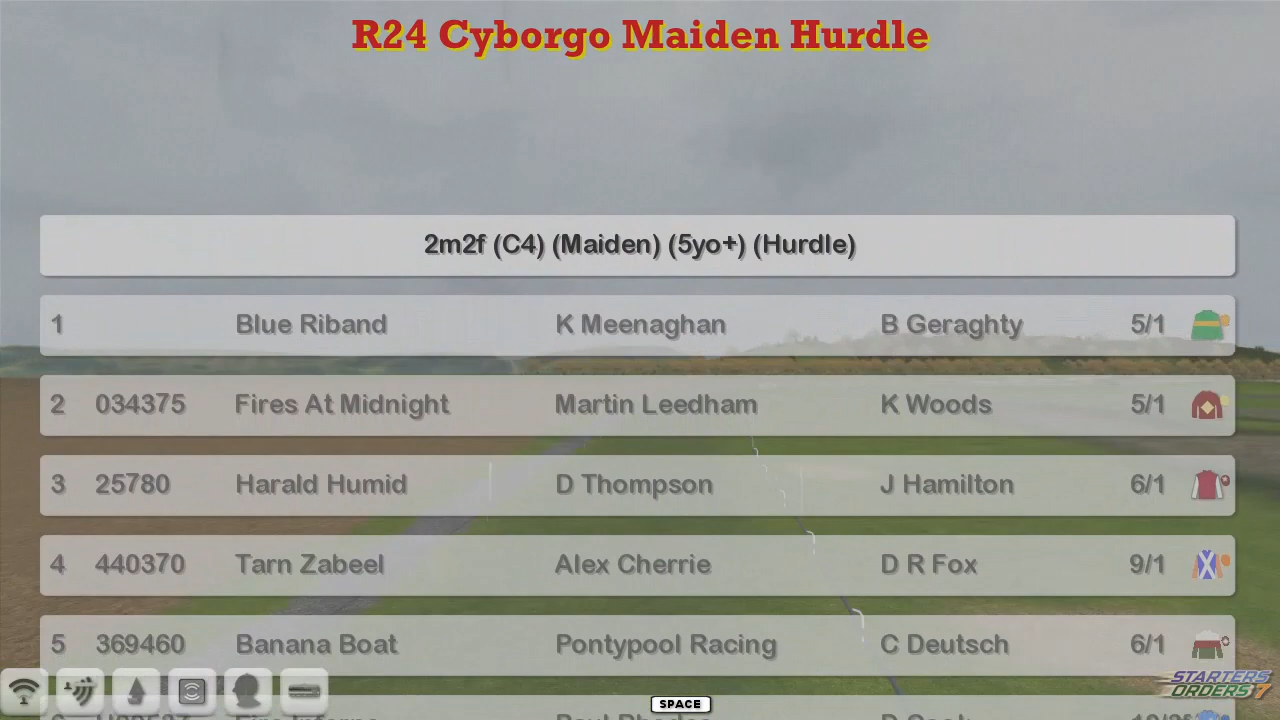 R24 Cyborgo Maiden Hurdle
2m2f (C4) (Maiden) (5yo+) (Hurdle)
1 Blue Riband K Meenaghan B Geraghty 5/1
2 034375 Fires At Midnight Martin Leedham K Woods 5/1
3 25780 Harald Humid D Thompson J Hamilton 6/1
4 440370 Tarn Zabeel Alex Cherrie D R Fox 9/1
5 369460 Banana Boat Pontypool Racing C Deutsch 6/1
STARTERS
ORDERS 7
SPACE